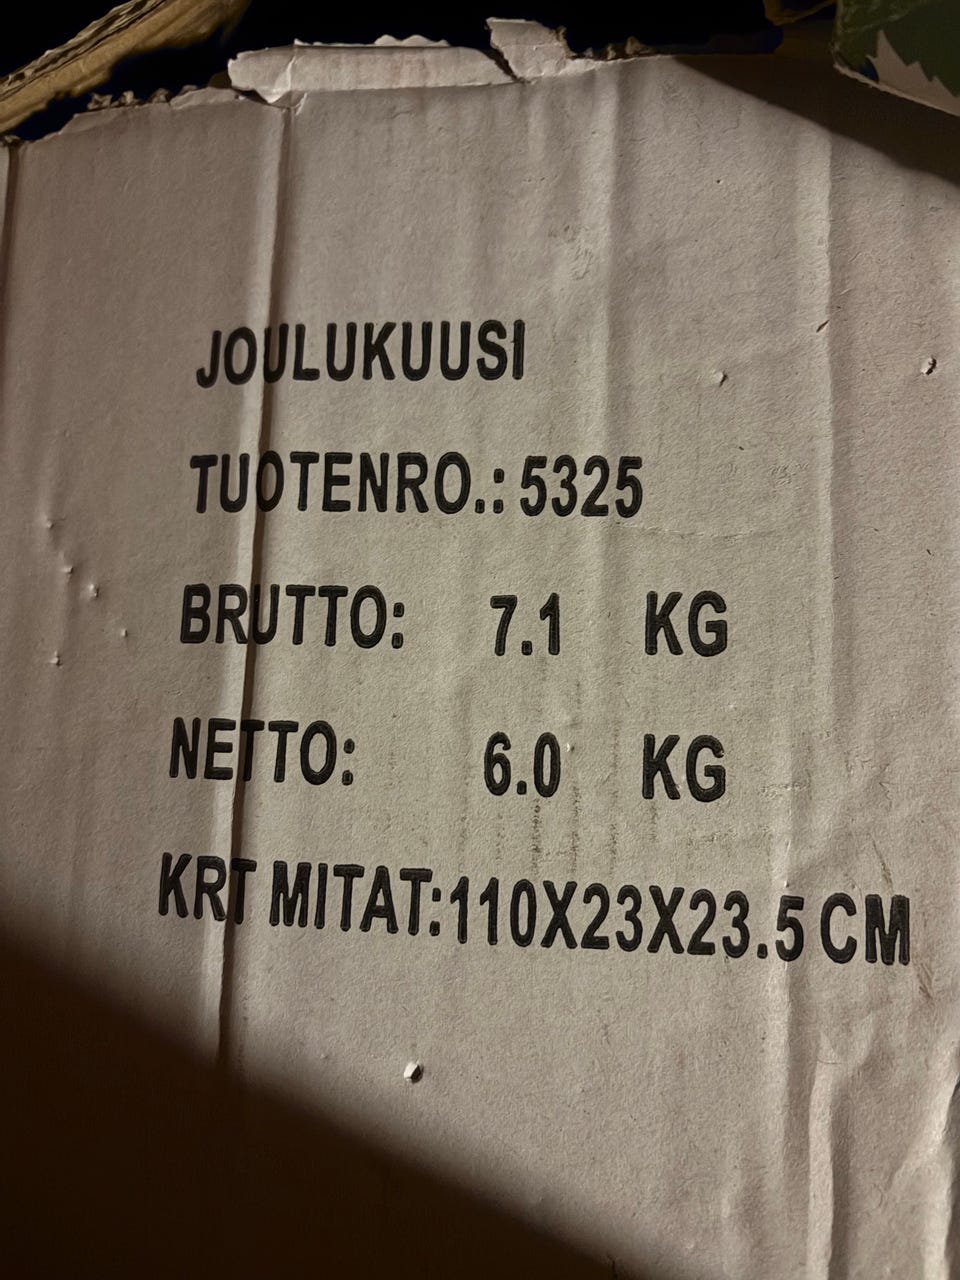 JOULUKUUSI
TUOTENRO.: 5325
BRUTTO: 7.1 KG
NETTO: 6.0 KG
KRT MITAT:110X23X23.5 CM